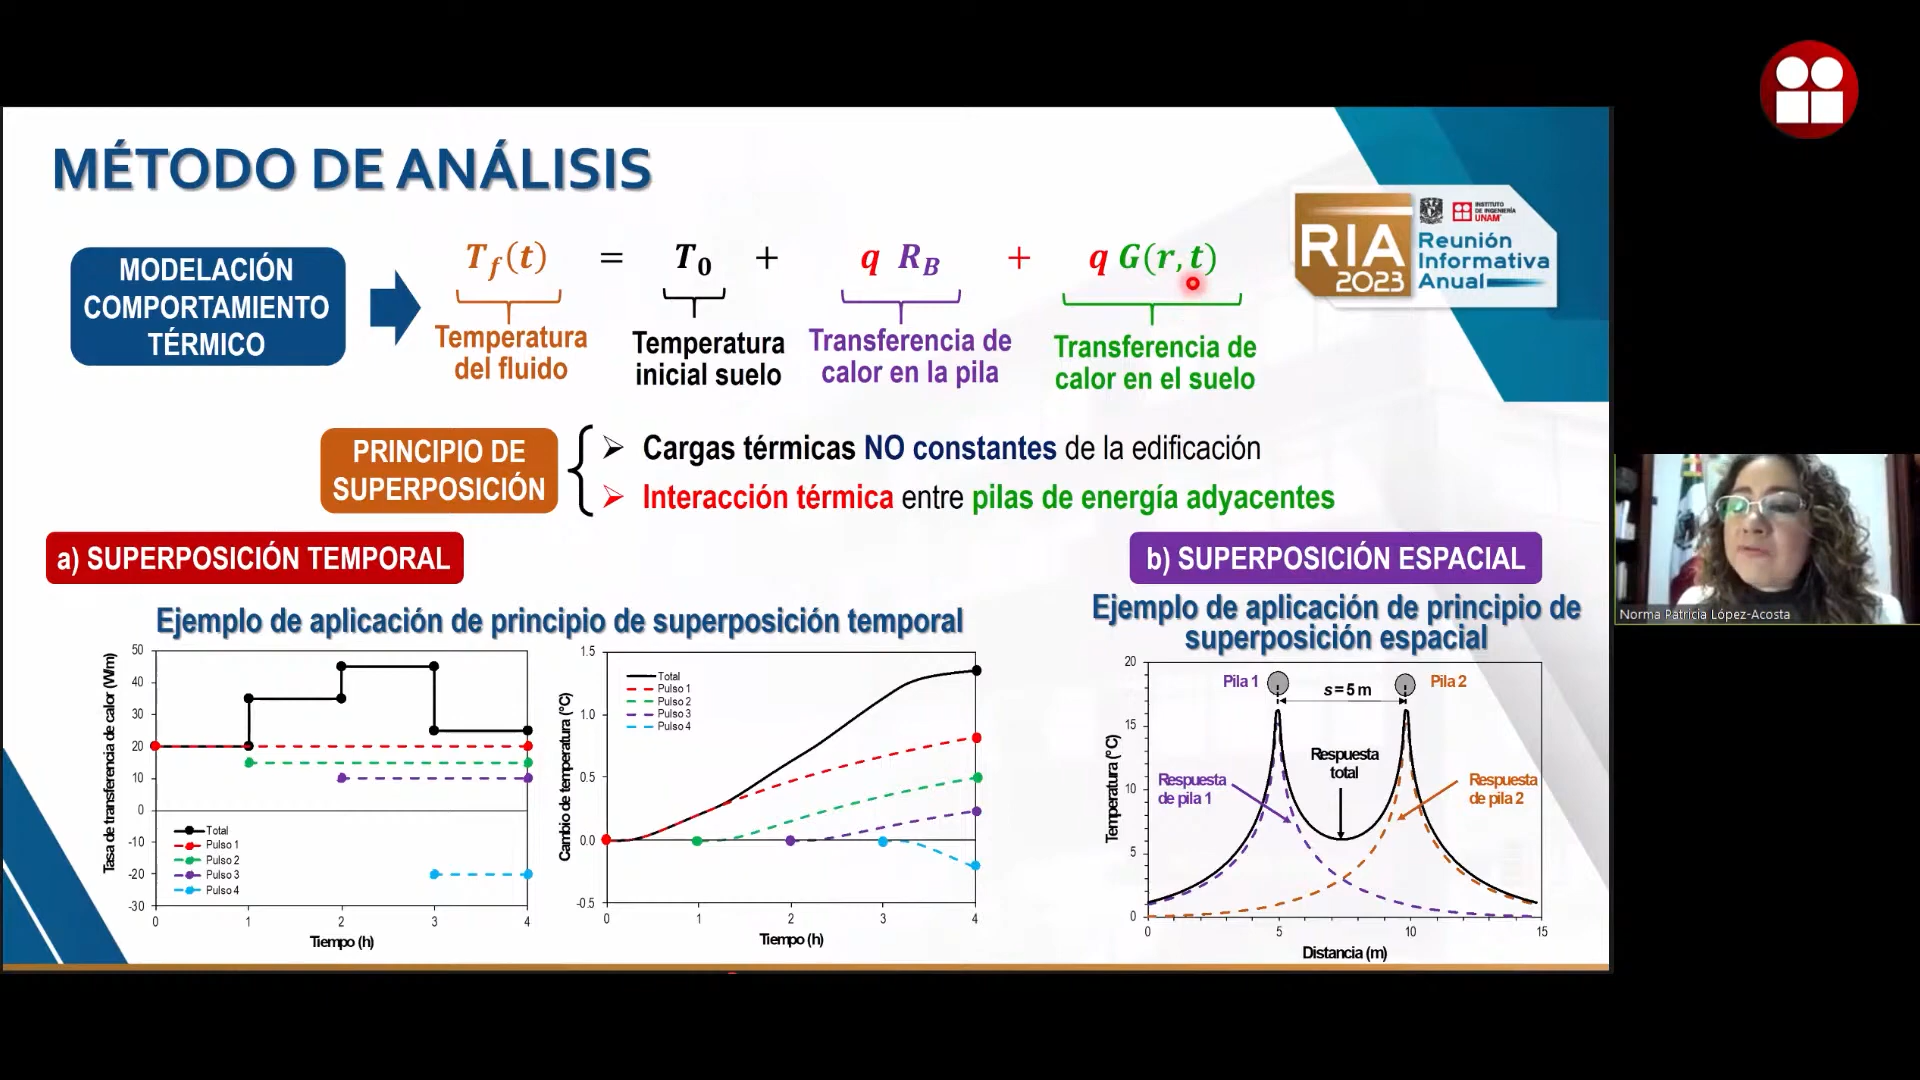 MÉTODO DE ANÁLISIS
MODELACIÓN
COMPORTAMIENTO
TÉRMICO
T_f(t) = T_0 + q R_B + q G(r,t)
Temperatura
del fluido
Temperatura
inicial suelo
Transferencia de
calor en la pila
Transferencia de
calor en el suelo
RIA
2023
INSTITUTO
DE INGENIERÍA
UNAM
Reunión
Informativa
Anual
PRINCIPIO DE
SUPERPOSICIÓN
Cargas térmicas NO constantes de la edificación
Interacción térmica entre pilas de energía adyacentes
a) SUPERPOSICIÓN TEMPORAL
Ejemplo de aplicación de principio de superposición temporal
Tasa de transferencia de calor (W/m)
50
40
30
20
10
0
-10
-20
-30
Total
Pulso 1
Pulso 2
Pulso 3
Pulso 4
0 1 2 3 4
Tiempo (h)
Cambio de temperatura (°C)
1.5
1.0
0.5
0.0
-0.5
Total
Pulso 1
Pulso 2
Pulso 3
Pulso 4
0 1 2 3 4
Tiempo (h)
b) SUPERPOSICIÓN ESPACIAL
Ejemplo de aplicación de principio de
superposición espacial
Temperatura (°C)
20
15
10
5
0
Pila 1
s = 5 m
Pila 2
Respuesta
total
Respuesta
de pila 1
Respuesta
de pila 2
0 5 10 15
Distancia (m)
Norma Patricia López-Acosta